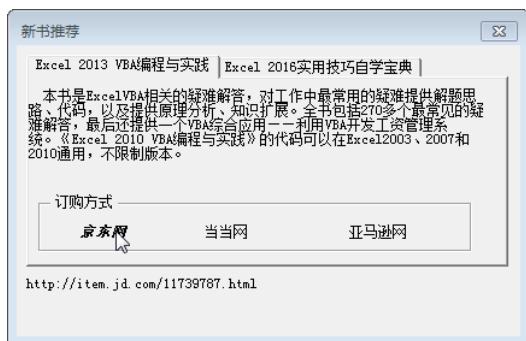 新书推荐
Excel 2013 VBA编程与实践 Excel 2016实用技巧自学宝典
本书是ExcelVBA相关的疑难解答，对工作中最常用的疑难提供解题思
路、代码，以及提供原理分析、知识扩展。全书包括270多个最常见的疑
难解答，最后还提供一个VBA综合应用－－利用VBA开发工资管理系
统。《Excel 2010 VBA编程与实践》的代码可以在Excel2003、2007和
2010通用，不限制版本。
订购方式
京东网 当当网 亚马逊网
http://item.jd.com/11739787.html